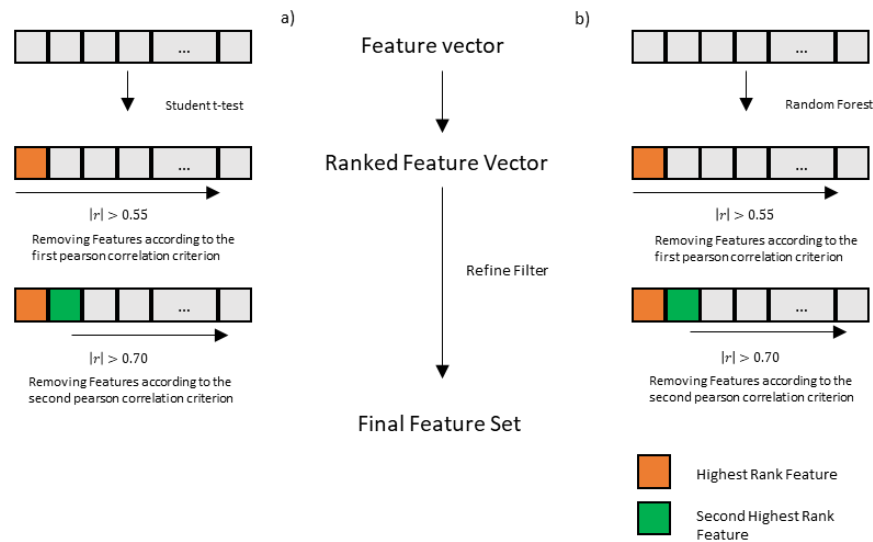 a)
b)
Feature vector
...
...
Student t-test
Random Forest
Ranked Feature Vector
...
...
|r| > 0.55
|r| > 0.55
Removing Features according to the
first pearson correlation criterion
Removing Features according to the
first pearson correlation criterion
Refine Filter
...
...
|r| > 0.70
|r| > 0.70
Removing Features according to the
second pearson correlation criterion
Removing Features according to the
second pearson correlation criterion
Final Feature Set
Highest Rank Feature
Second Highest Rank
Feature